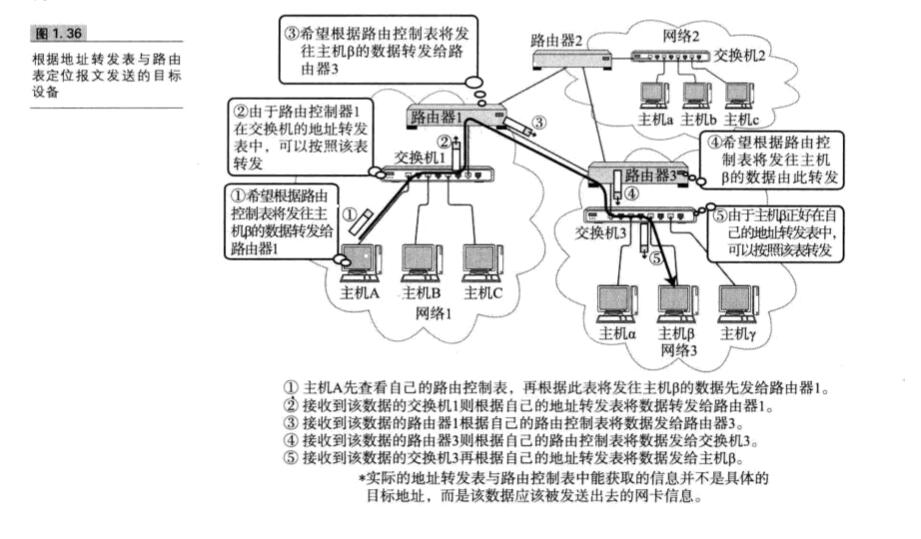 图1.36
根据地址转发表与路由
表定位报文发送的目标
设备
③希望根据路由控制表将发
往主机β的数据转发给路
由器3
路由器2
网络2
交换机2
主机a
主机b
主机c
②由于路由控制器1
在交换机的地址转发
表中，可以按照该表
转发
路由器1
③
②
交换机1
④希望根据路由控
制表将发往主机
β的数据由此转发
路由器3
④
①希望根据路由
控制表将发往主
机β的数据转发给
路由器1
①
交换机3
⑤由于主机β正好在自
己的地址转发表中，
可以按照该表转发
⑤
主机A
主机B
主机C
网络1
主机α
主机β
主机γ
网络3
① 主机A先查看自己的路由控制表，再根据此表将发往主机β的数据先发给路由器1。
② 接收到该数据的交换机1则根据自己的地址转发表将数据转发给路由器1。
③ 接收到该数据的路由器1根据自己的路由控制表将数据发给路由器3。
④ 接收到该数据的路由器3则根据自己的路由控制表将数据发给交换机3。
⑤ 接收到该数据的交换机3再根据自己的地址转发表将数据发给主机β。
*实际的地址转发表与路由控制表中能获取的信息并不是具体的
目标地址，而是该数据应该被发送出去的网卡信息。